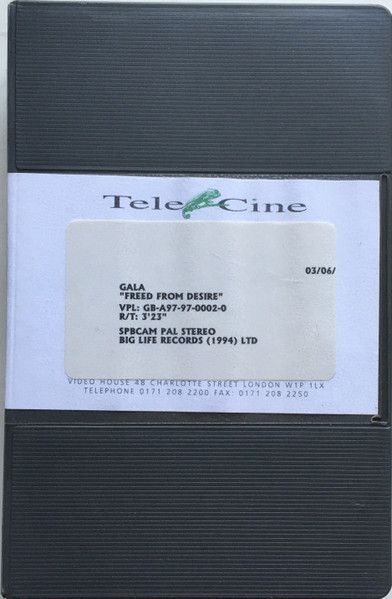 Tele Cine
03/06/
GALA
"FREED FROM DESIRE"
VPL: GB-A97-97-0002-0
R/T: 3'23"
SPBCAM PAL STEREO
BIG LIFE RECORDS (1994) LTD
VIDEO HOUSE 48 CHARLOTTE STREET LONDON W1P 1LX
TELEPHONE 0171 208 2200 FAX: 0171 208 2250